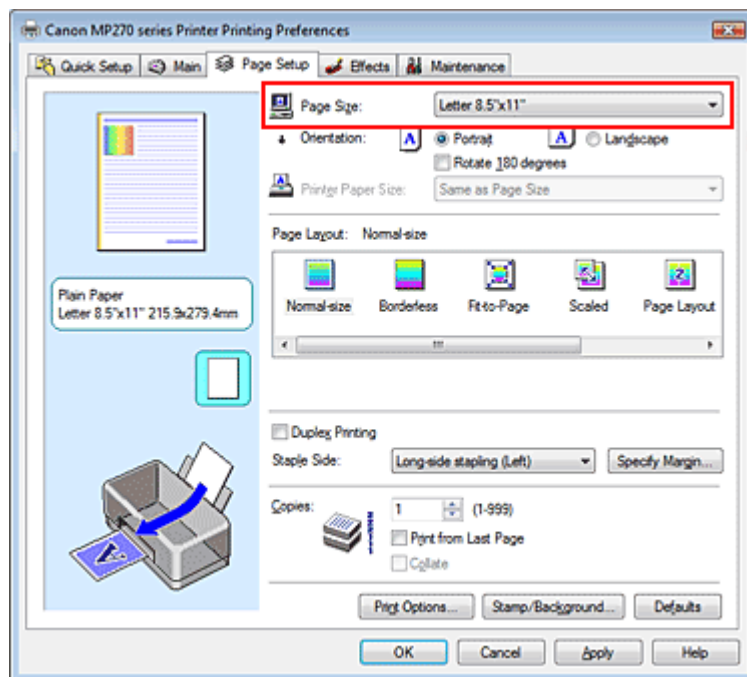 Canon MP270 series Printer Printing Preferences
Quick Setup Main Page Setup Effects Maintenance
Page Size: Letter 8.5"x11"
Orientation: A Portrait A Landscape
Rotate 180 degrees
Printer Paper Size: Same as Page Size
Page Layout: Normal-size
Normal-size Borderless Fit-to-Page Scaled Page Layout
Plain Paper
Letter 8.5"x11" 215.9x279.4mm
Duplex Printing
Staple Side: Long-side stapling (Left) Specify Margin...
Copies: 1 (1-999)
Print from Last Page
Collate
Print Options... Stamp/Background... Defaults
OK Cancel Apply Help